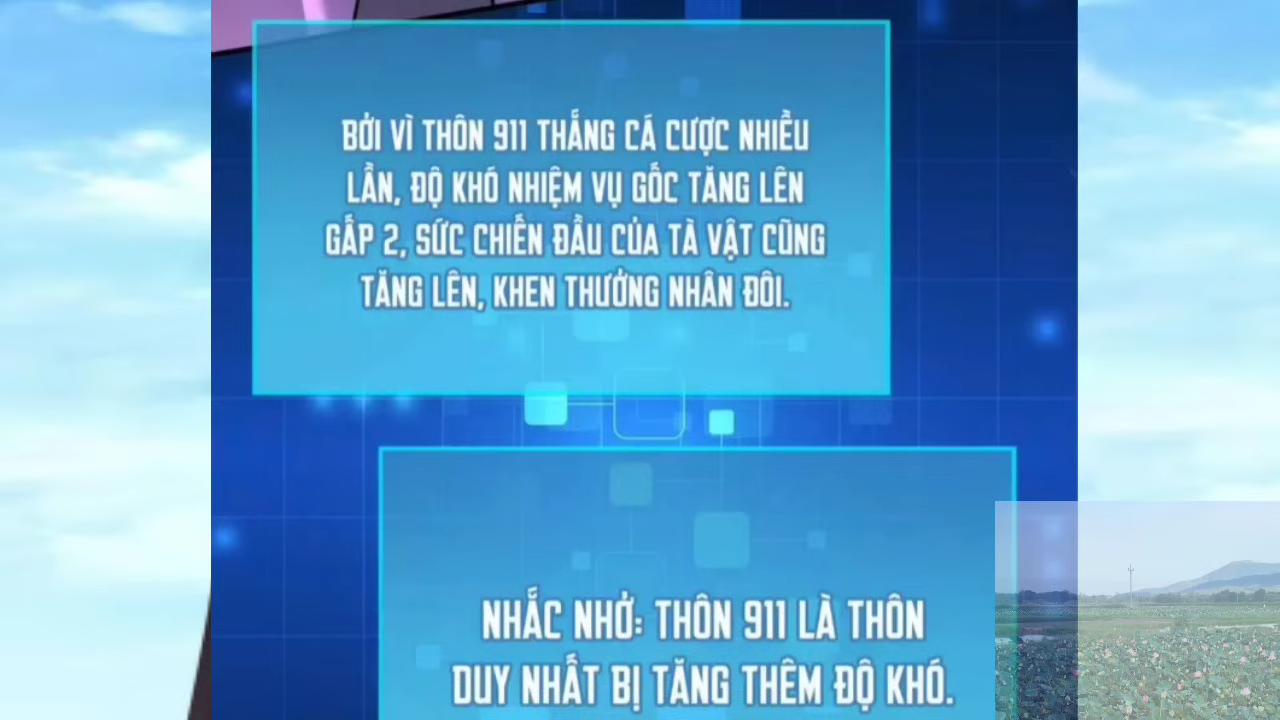 BỞI VÌ THÔN 911 THẮNG CÁ CƯỢC NHIỀU
LẦN, ĐỘ KHÓ NHIỆM VỤ GỐC TĂNG LÊN
GẤP 2, SỨC CHIẾN ĐẦU CỦA TÀ VẬT CŨNG
TĂNG LÊN, KHEN THƯỞNG NHÂN ĐÔI.
NHẮC NHỞ: THÔN 911 LÀ THÔN
DUY NHẤT BỊ TĂNG THÊM ĐỘ KHÓ.